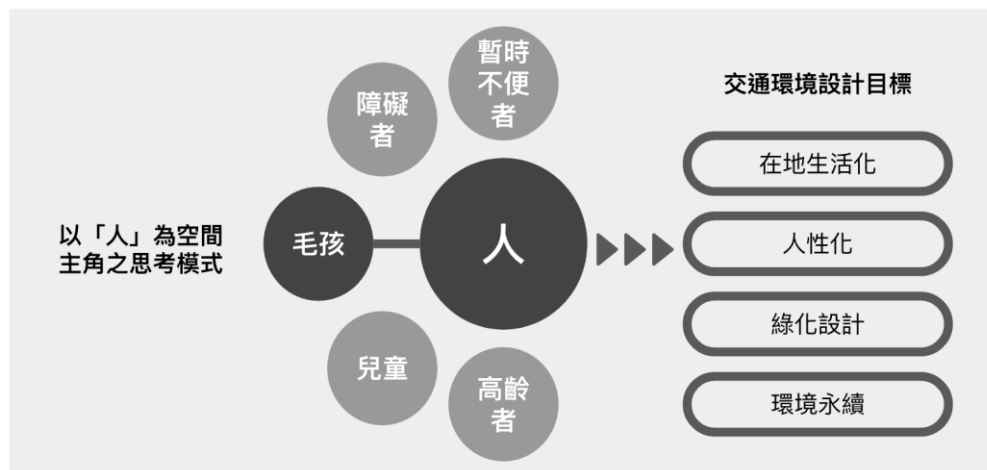 以「人」為空間
主角之思考模式
暫時
不便
者
障礙
者
毛孩
人
兒童
高齡
者
交通環境設計目標
在地生活化
人性化
綠化設計
環境永續